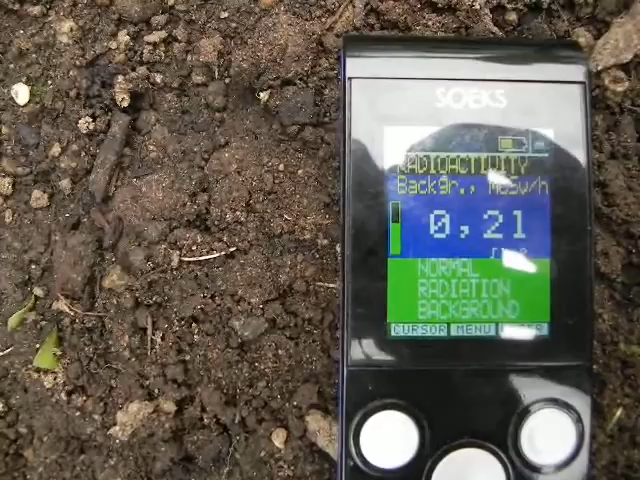 SOEKS
RADIOACTIVITY
Backgr., McSv/h
0,21
NORMAL
RADIATION
BACKGROUND
CURSOR MENU